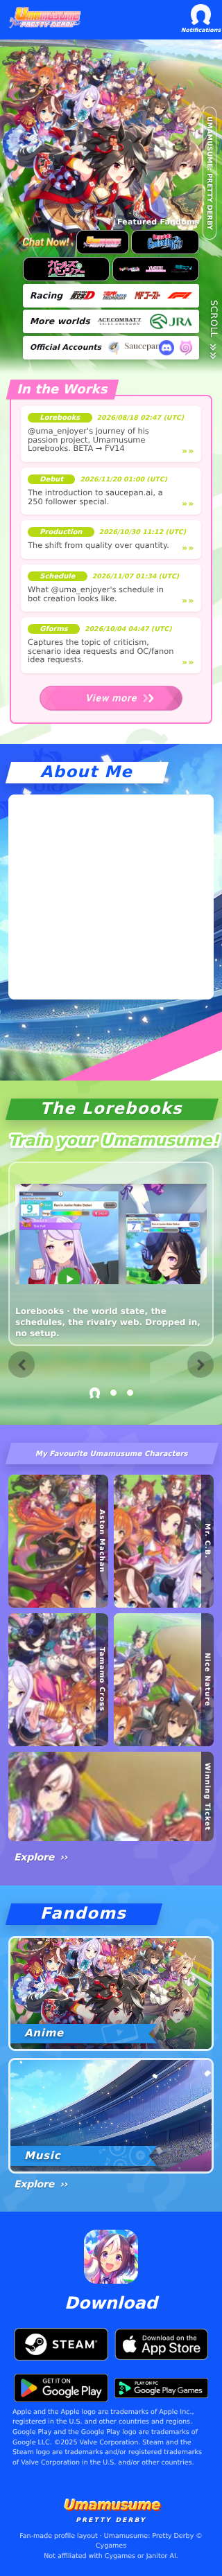 Umamusume
PRETTY DERBY
Notifications
UMAMUSUME PRETTY DERBY
Featured Fandoms
Chat Now!
Racing
F1
More worlds
ACE COMBAT
JRA
Official Accounts
Saucepan
SCROLL
In the Works
Lorebooks
2026/08/18 02:47 (UTC)
@uma_enjoyer's journey of his
passion project, Umamusume
Lorebooks. BETA → FV14
Debut
2026/11/20 01:00 (UTC)
The introduction of saucepan.ai, a
250 follower special.
Production
2026/10/30 11:12 (UTC)
The shift from quality over quantity.
Schedule
2026/11/07 01:34 (UTC)
What @uma_enjoyer's schedule in
bot creation looks like.
Gforms
2026/10/04 04:47 (UTC)
Captures the topic of criticism,
scenario idea requests and OC/fanon
idea requests.
View more
About Me
The Lorebooks
Train your Umamusume!
Lorebooks · the world state, the
schedules, the rivalry web. Dropped in,
no setup.
My Favourite Umamusume Characters
Aston Machan
Mr. C.B.
Tamamo Cross
Nice Nature
Winning Ticket
Explore ››
Fandoms
Anime
Music
Explore ››
Download
STEAM
Download on the
App Store
GET IT ON
Google Play
PLAY ON PC
Google Play Games
Apple and the Apple logo are trademarks of Apple Inc.,
registered in the U.S. and other countries and regions.
Google Play and the Google Play logo are trademarks of
Google LLC. ©2025 Valve Corporation. Steam and the
Steam logo are trademarks and/or registered trademarks
of Valve Corporation in the U.S. and/or other countries.
Umamusume
PRETTY DERBY
Fan-made profile layout · Umamusume: Pretty Derby ©
Cygames
Not affiliated with Cygames or Janitor AI.